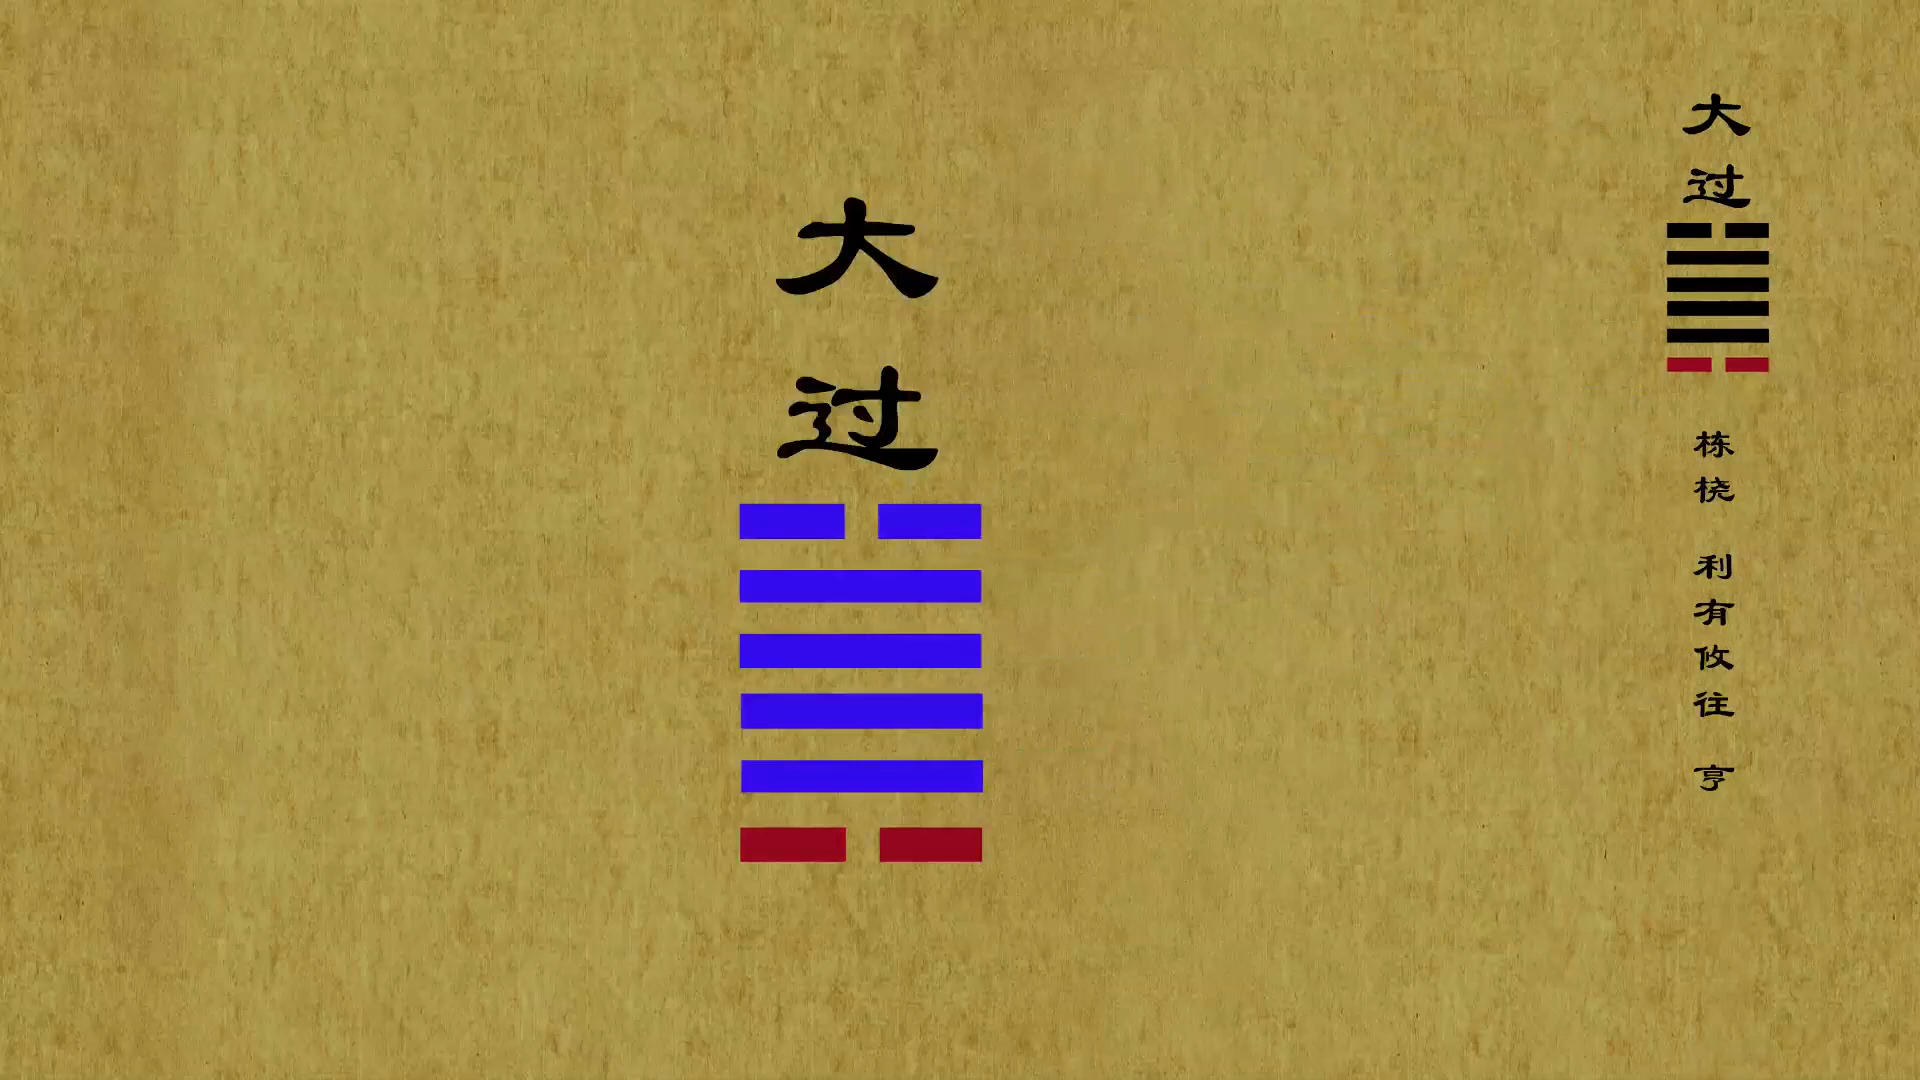 大过
大过
栋桡 利有攸往 亨